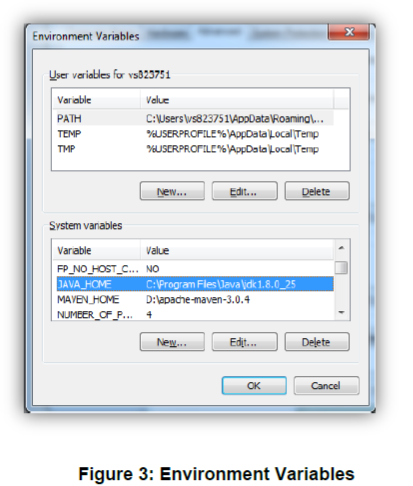 Environment Variables
User variables for vs823751
Variable Value
PATH C:\Users\vs823751\AppData\Roaming\...
TEMP %USERPROFILE%\AppData\Local\Temp
TMP %USERPROFILE%\AppData\Local\Temp
New... Edit... Delete
System variables
Variable Value
FP_NO_HOST_C... NO
JAVA_HOME C:\Program Files\Java\jdk1.8.0_25
MAVEN_HOME D:\apache-maven-3.0.4
NUMBER_OF_P... 4
New... Edit... Delete
OK Cancel
Figure 3: Environment Variables